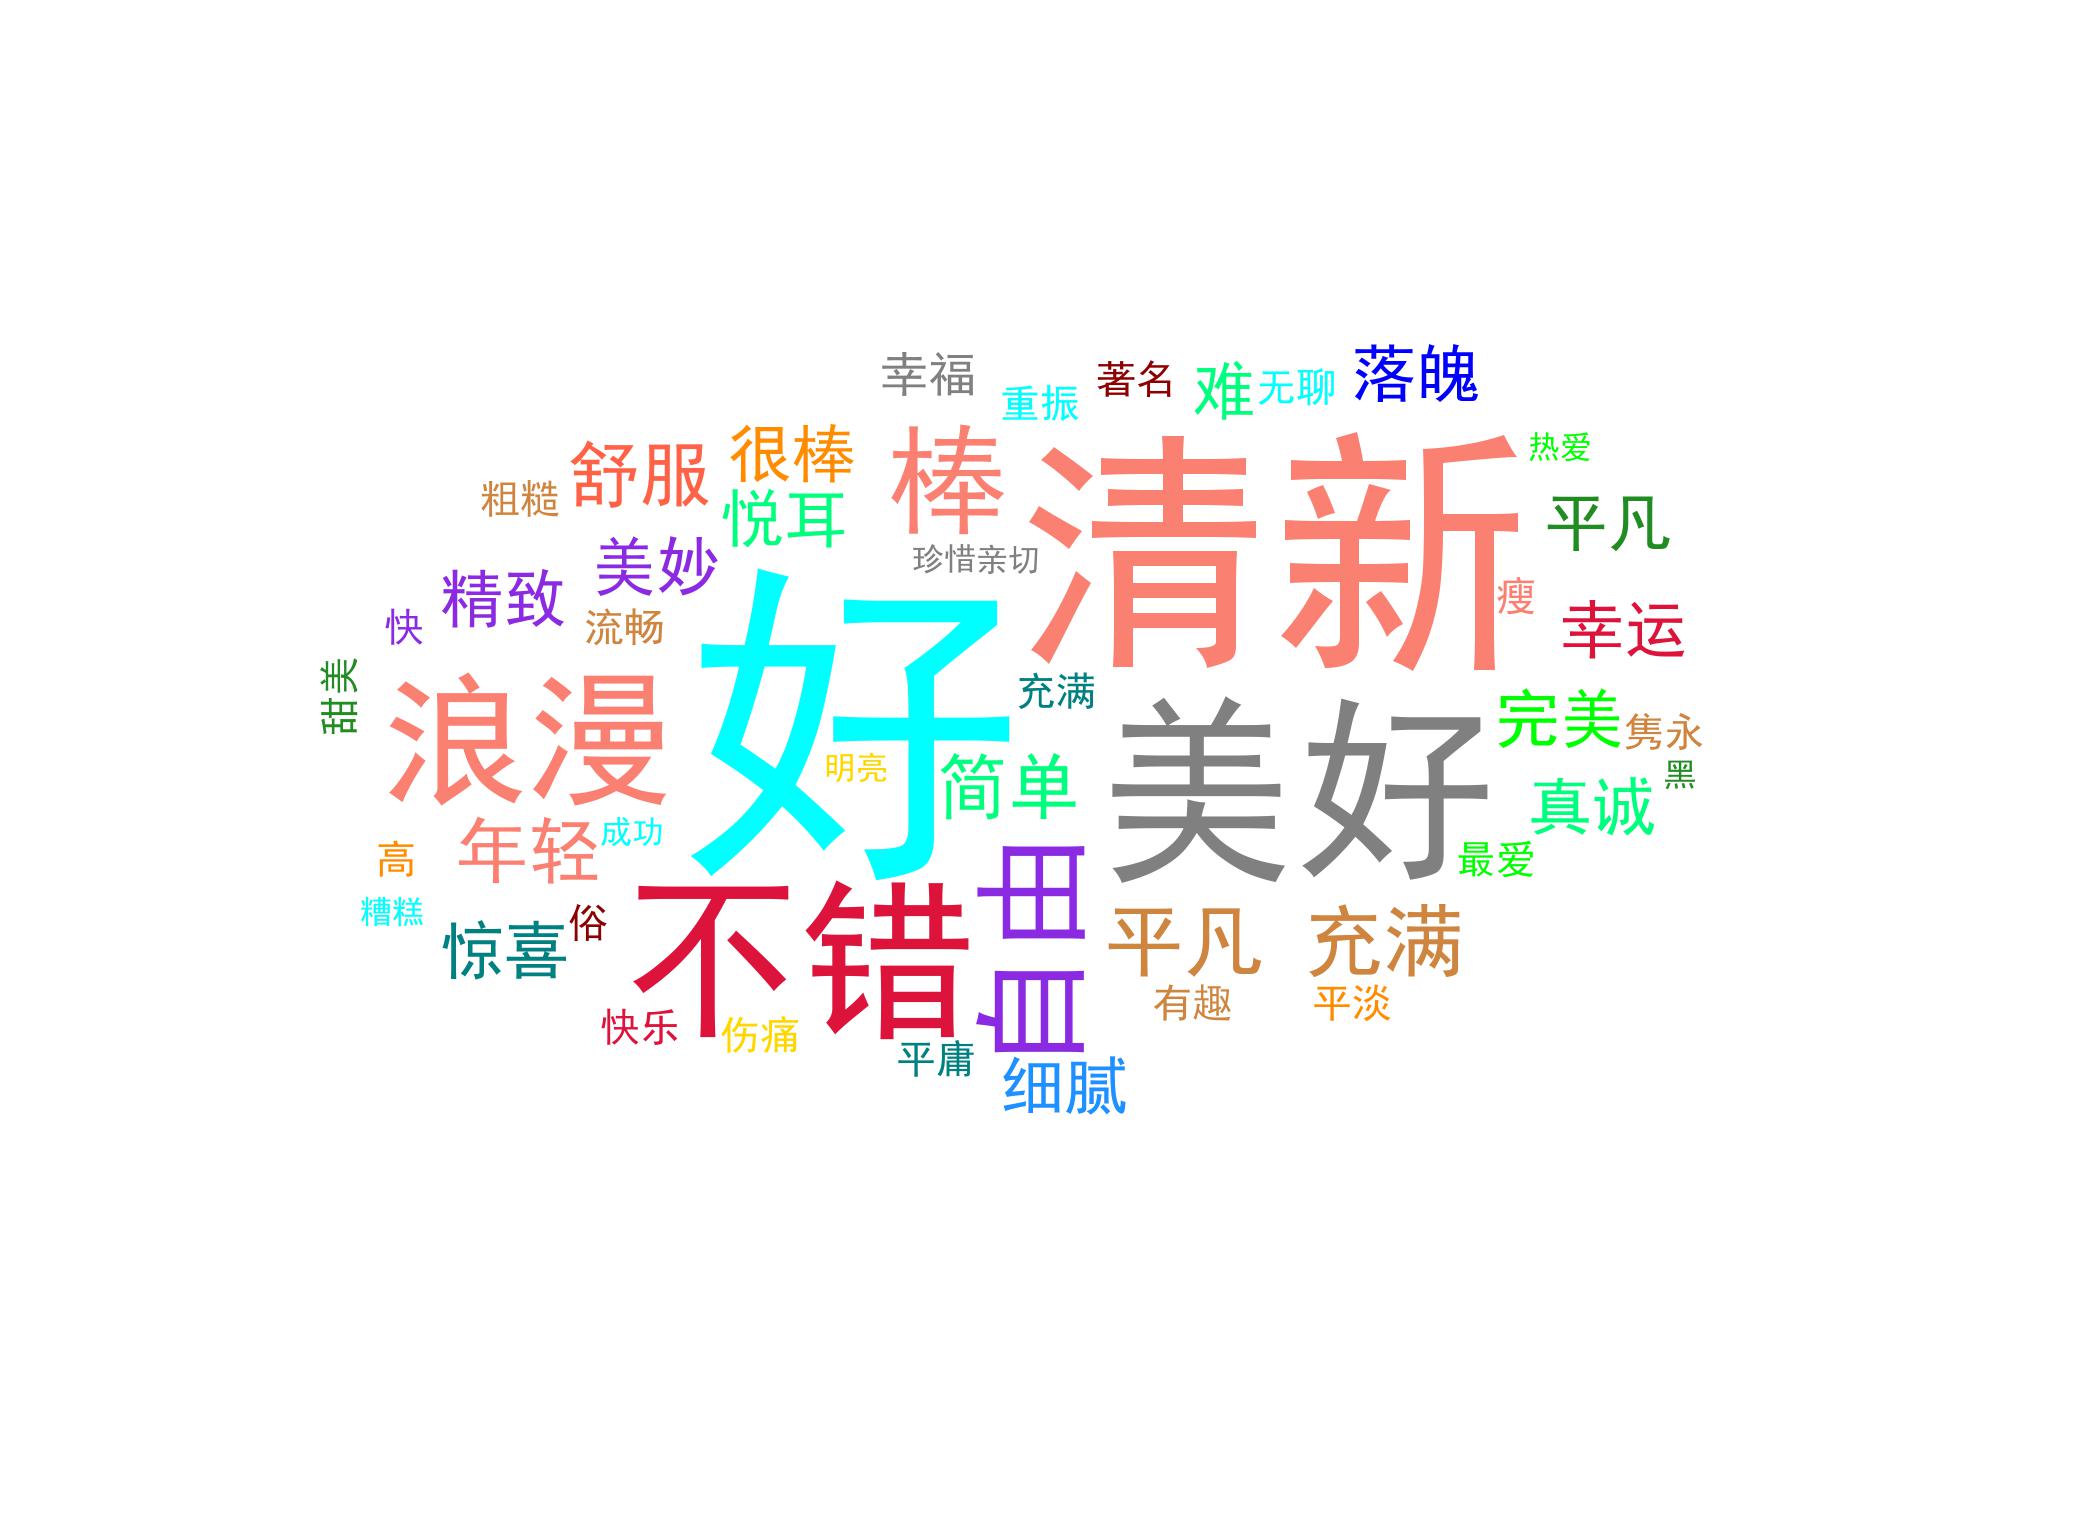 幸福
重振
著名
难
无聊
落魄
舒服
很棒
棒
清新
热爱
粗糙
悦耳
平凡
珍惜
亲切
美妙
精致
瘦
快
流畅
幸运
甜美
浪漫
好
充满
美好
完美
隽永
明亮
简单
黑
真诚
年轻
成功
高
最爱
糟糕
俗
惊喜
不错
自由
平凡
充满
有趣
平淡
快乐
伤痛
平庸
细腻